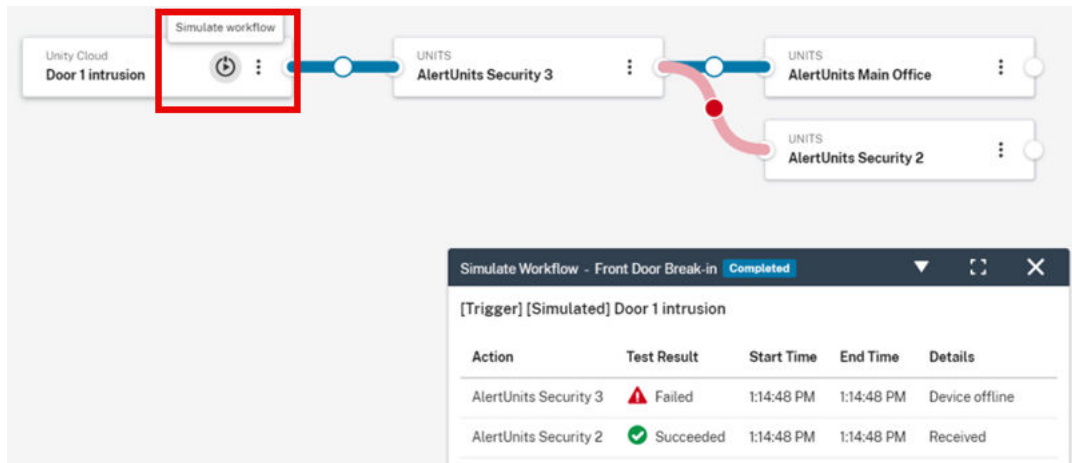 Simulate workflow
Unity Cloud
Door 1 intrusion
UNITS
AlertUnits Security 3
UNITS
AlertUnits Main Office
UNITS
AlertUnits Security 2
Simulate Workflow - Front Door Break-in Completed
[Trigger] [Simulated] Door 1 intrusion
Action Test Result Start Time End Time Details
AlertUnits Security 3 Failed 1:14:48 PM 1:14:48 PM Device offline
AlertUnits Security 2 Succeeded 1:14:48 PM 1:14:48 PM Received